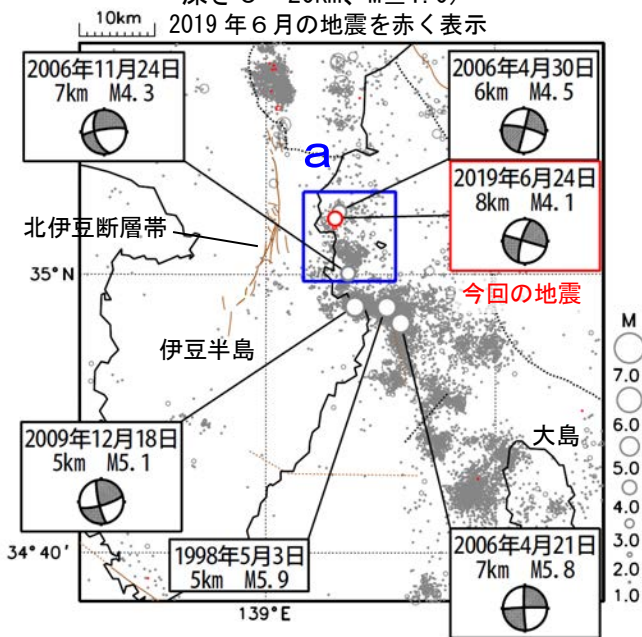 10km
2019 年６月の地震を赤く表示
2006年11月24日
7km M4.3
2006年4月30日
6km M4.5
a
2019年6月24日
8km M4.1
北伊豆断層帯
35°N
今回の地震
伊豆半島
M
7.0
6.0
5.0
4.0
3.0
2.0
1.0
大島
2009年12月18日
5km M5.1
34°40′
1998年5月3日
5km M5.9
2006年4月21日
7km M5.8
139°E